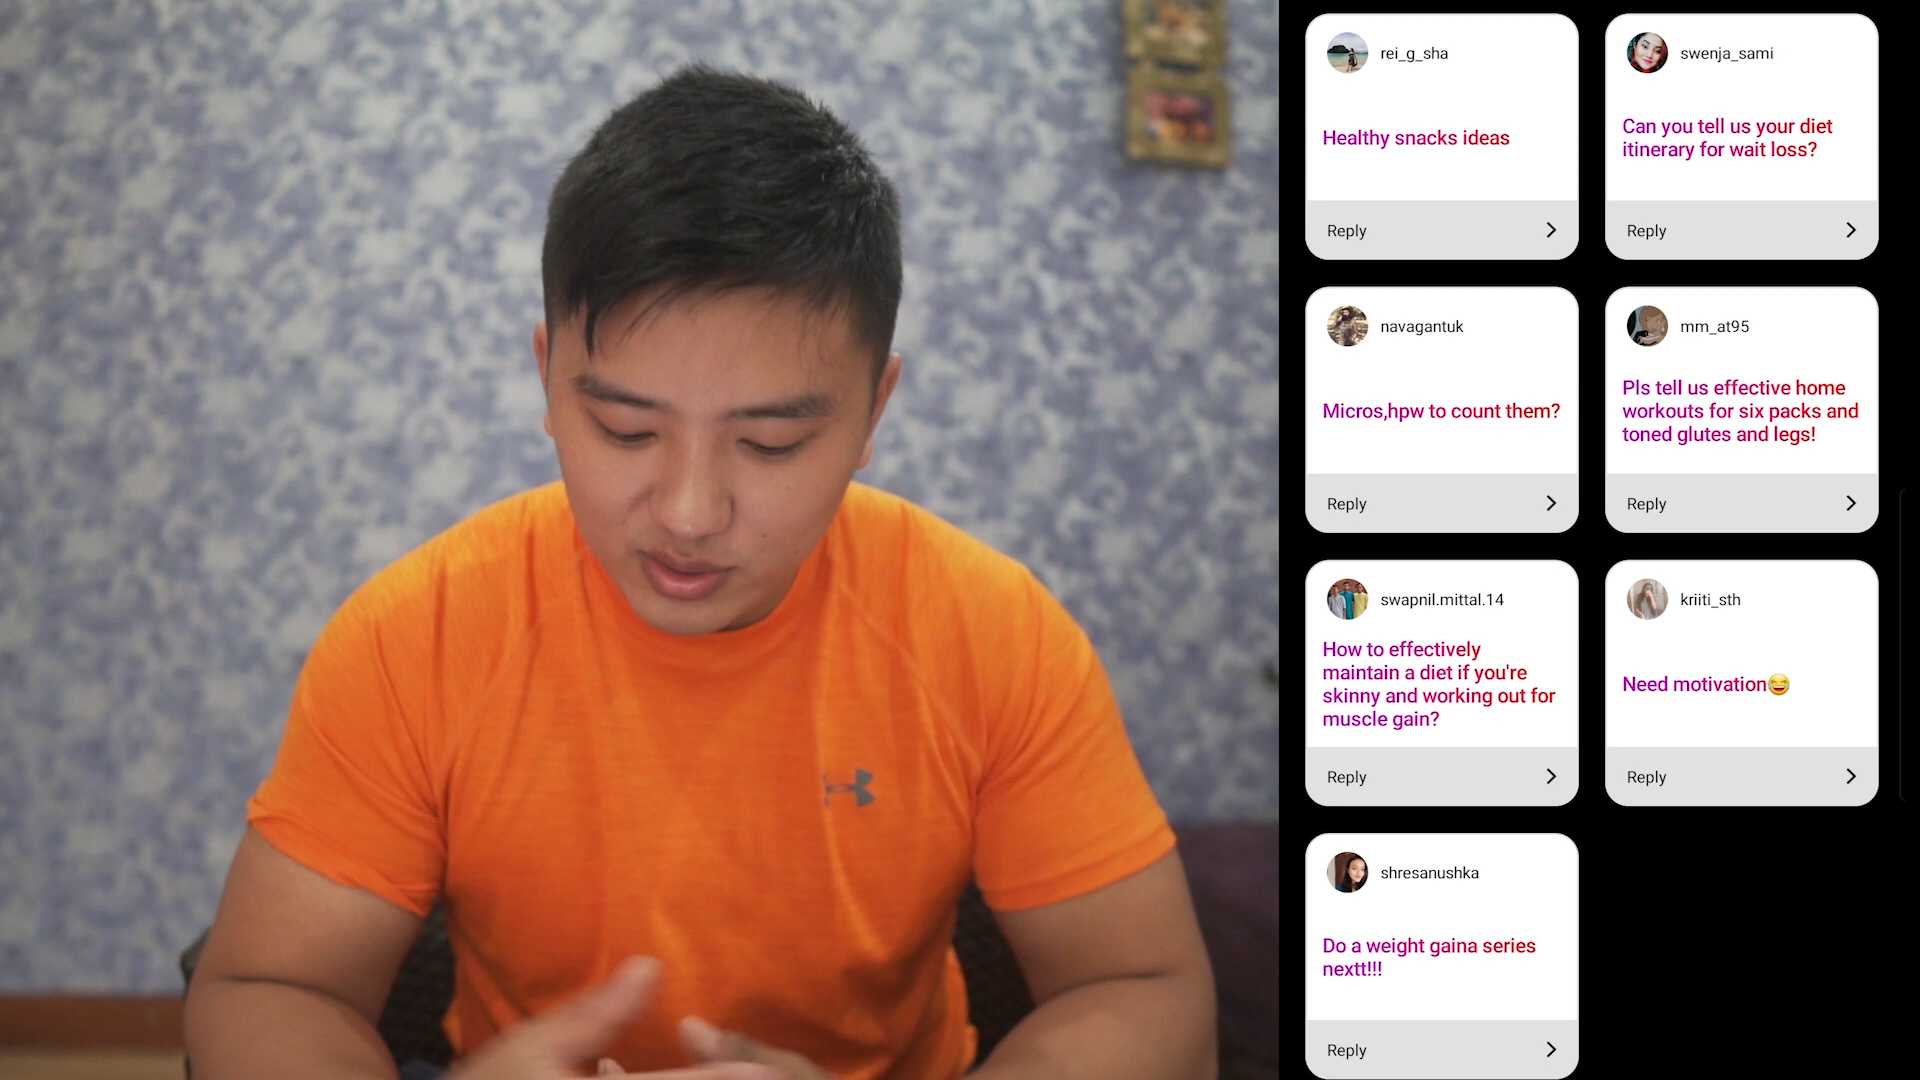 rei_g_sha
Healthy snacks ideas
Reply
swenja_sami
Can you tell us your diet
itinerary for wait loss?
Reply
navagantuk
Micros,hpw to count them?
Reply
mm_at95
Pls tell us effective home
workouts for six packs and
toned glutes and legs!
Reply
swapnil.mittal.14
How to effectively
maintain a diet if you're
skinny and working out for
muscle gain?
Reply
kriiti_sth
Need motivation😆
Reply
shresanushka
Do a weight gaina series
nextt!!!
Reply